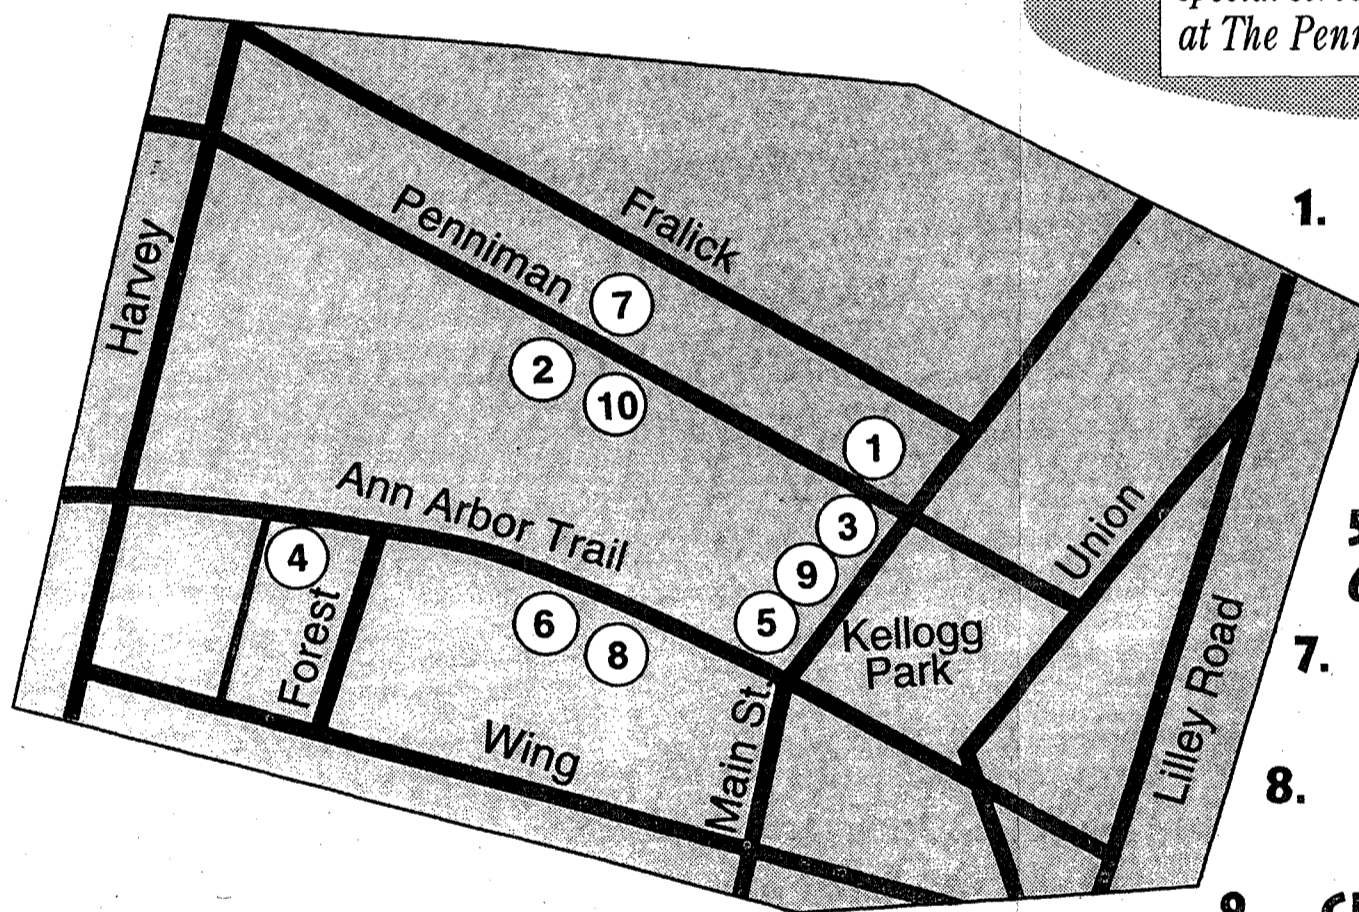 at The Penn
1.
Fralick
Penniman
Harvey
7
2
10
1
Ann Arbor Trail
3
Union
4
9
5
Forest
6
8
Kellogg
Park
7.
Wing
Main St.
Lilley Road
8.
9.